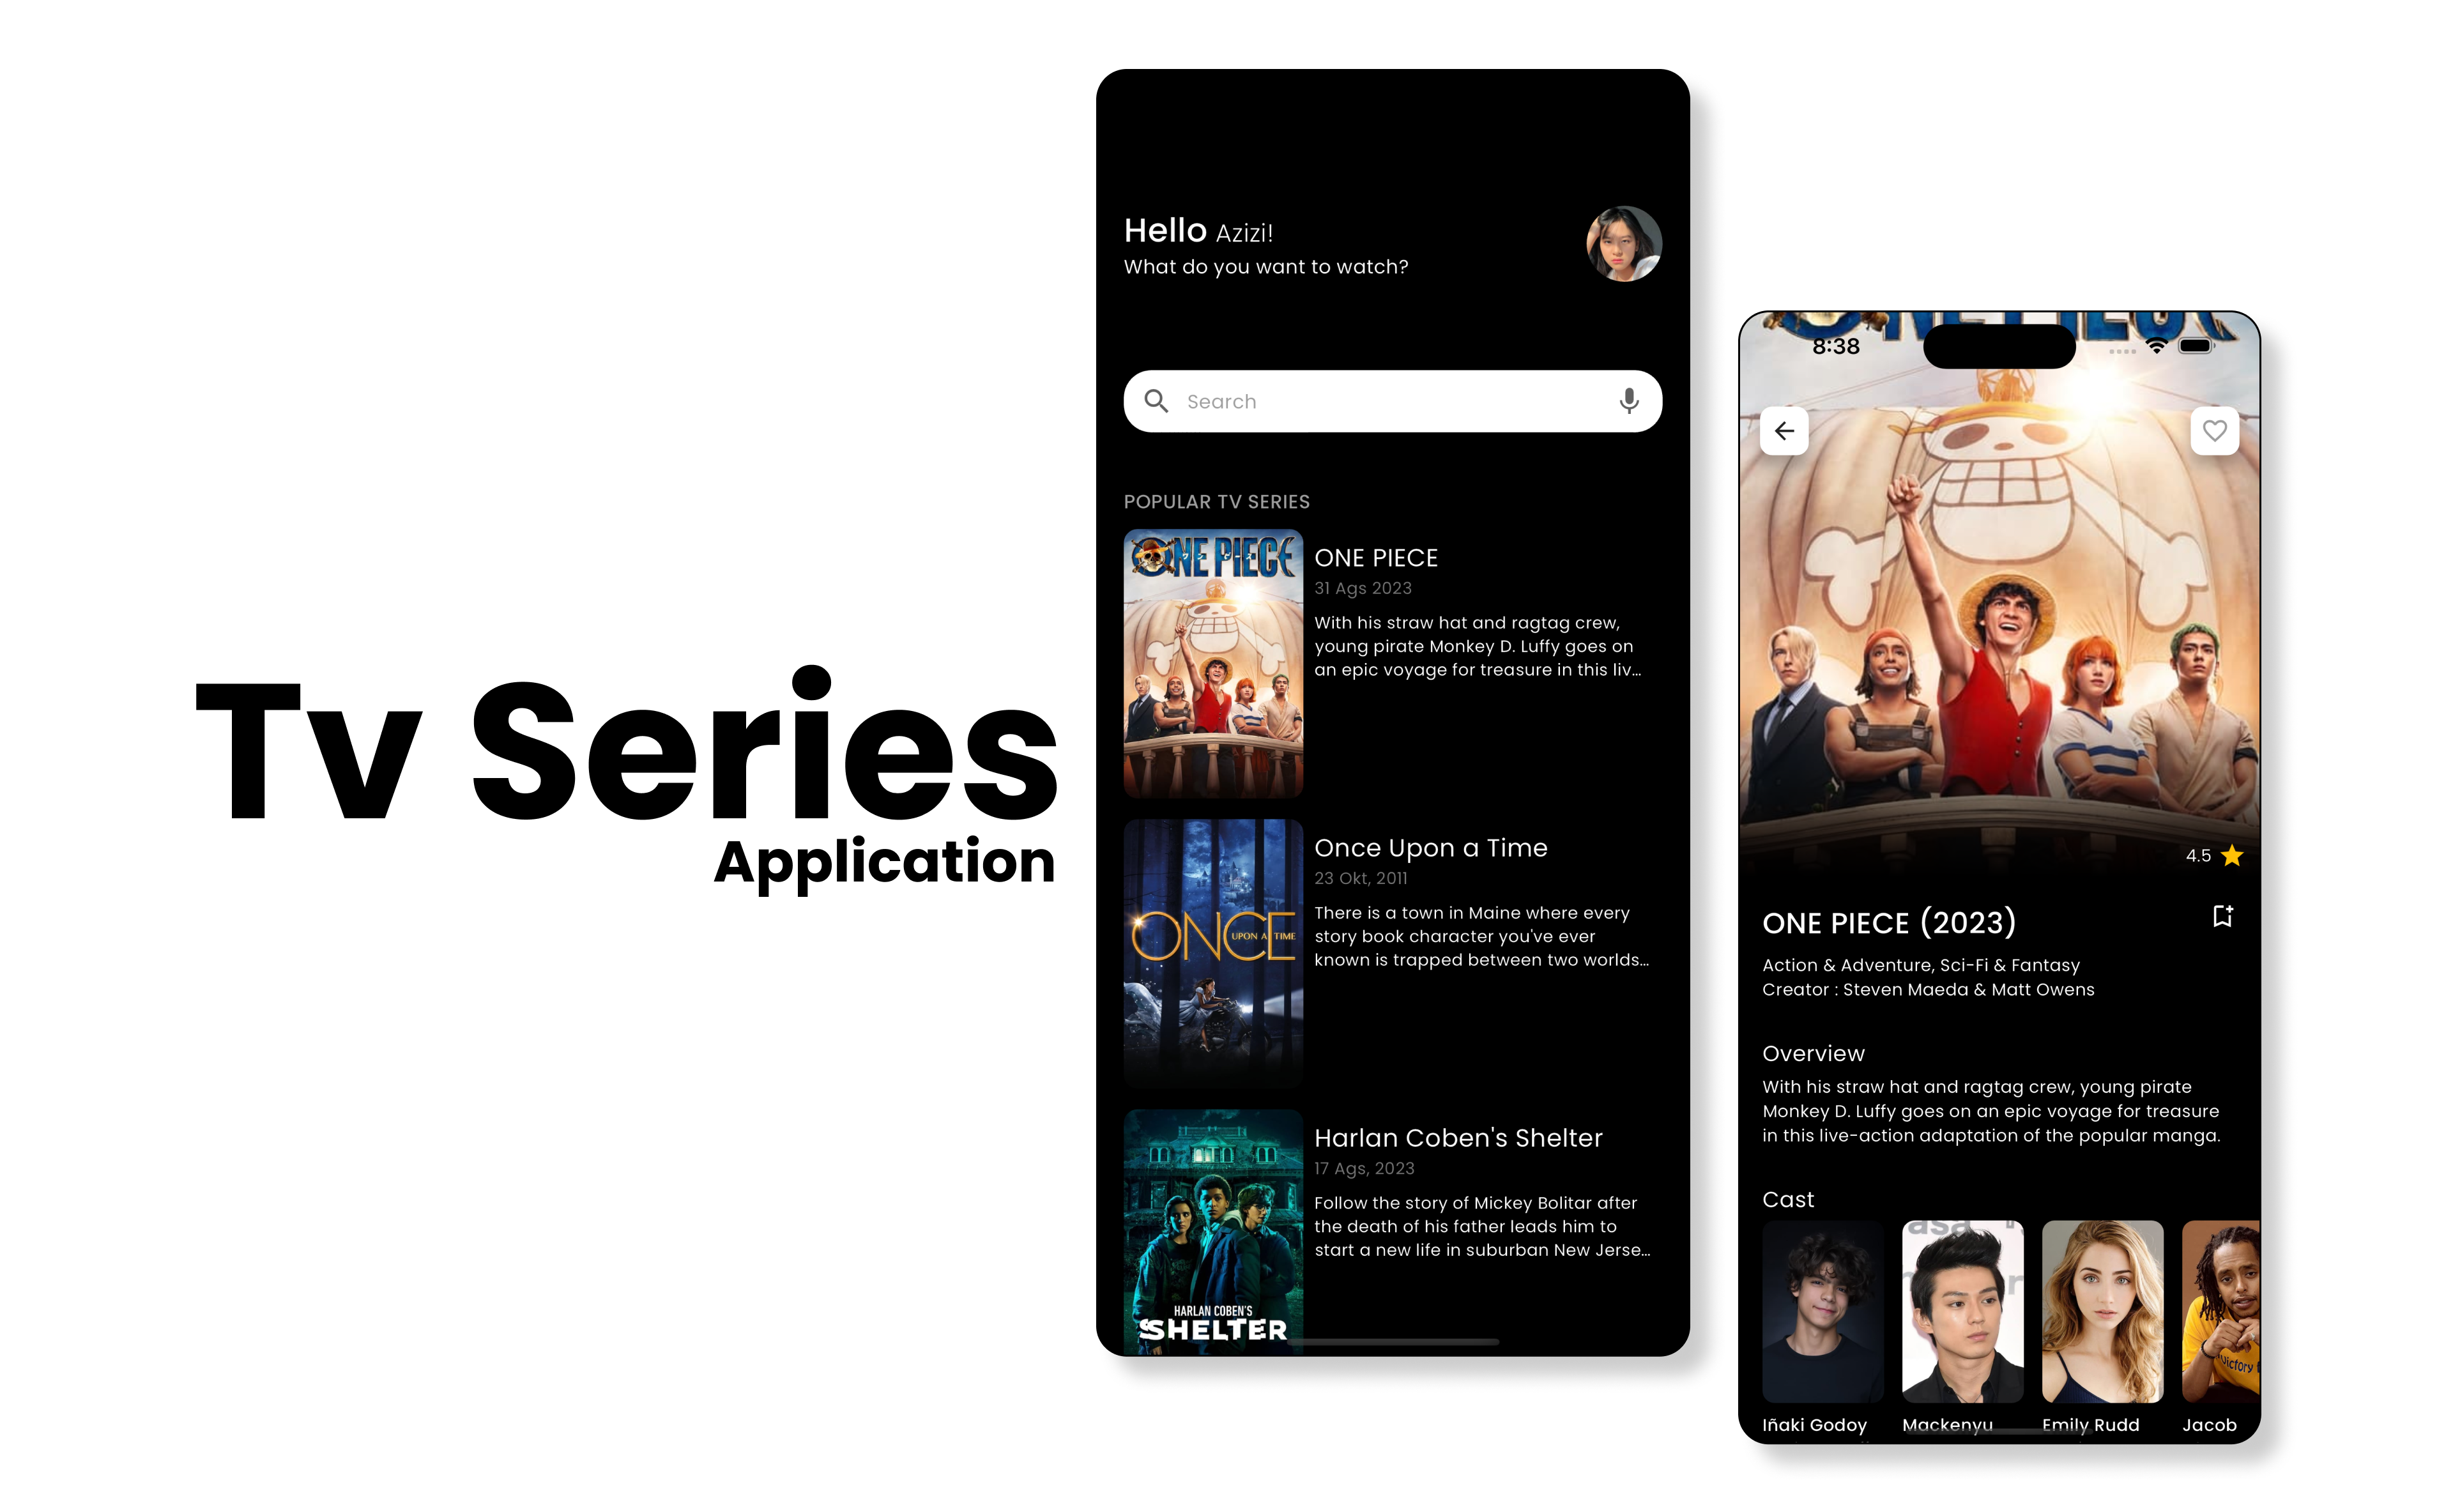 Tv Series
Application
Hello Azizi!
What do you want to watch?
Search
POPULAR TV SERIES
ONE PIECE
ONE PIECE
31 Ags 2023
With his straw hat and ragtag crew,
young pirate Monkey D. Luffy goes on
an epic voyage for treasure in this liv...
ONCE
UPON A TIME
Once Upon a Time
23 Okt, 2011
There is a town in Maine where every
story book character you've ever
known is trapped between two worlds...
HARLAN COBEN'S
SHELTER
Harlan Coben's Shelter
17 Ags, 2023
Follow the story of Mickey Bolitar after
the death of his father leads him to
start a new life in suburban New Jerse...
ONE PIECE
8:38
4.5
ONE PIECE (2023)
Action & Adventure, Sci-Fi & Fantasy
Creator : Steven Maeda & Matt Owens
Overview
With his straw hat and ragtag crew, young pirate
Monkey D. Luffy goes on an epic voyage for treasure
in this live-action adaptation of the popular manga.
Cast
Victory
Iñaki Godoy
Mackenyu
Emily Rudd
Jacob